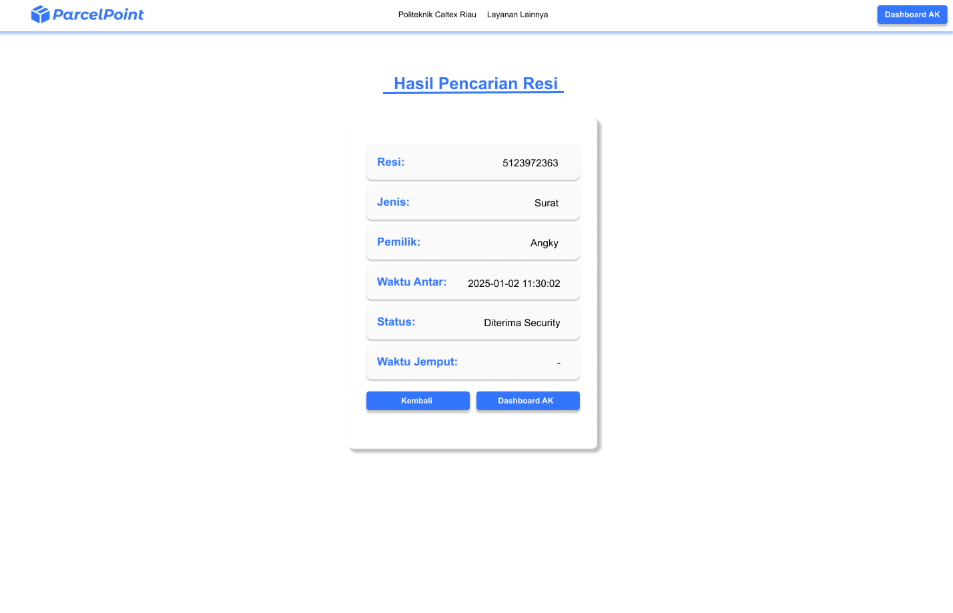 ParcelPoint
Politeknik Caltex Riau Layanan Lainnya
Dashboard AK
Hasil Pencarian Resi
Resi: 5123972363
Jenis: Surat
Pemilik: Angky
Waktu Antar: 2025-01-02 11:30:02
Status: Diterima Security
Waktu Jemput: -
Kembali Dashboard AK